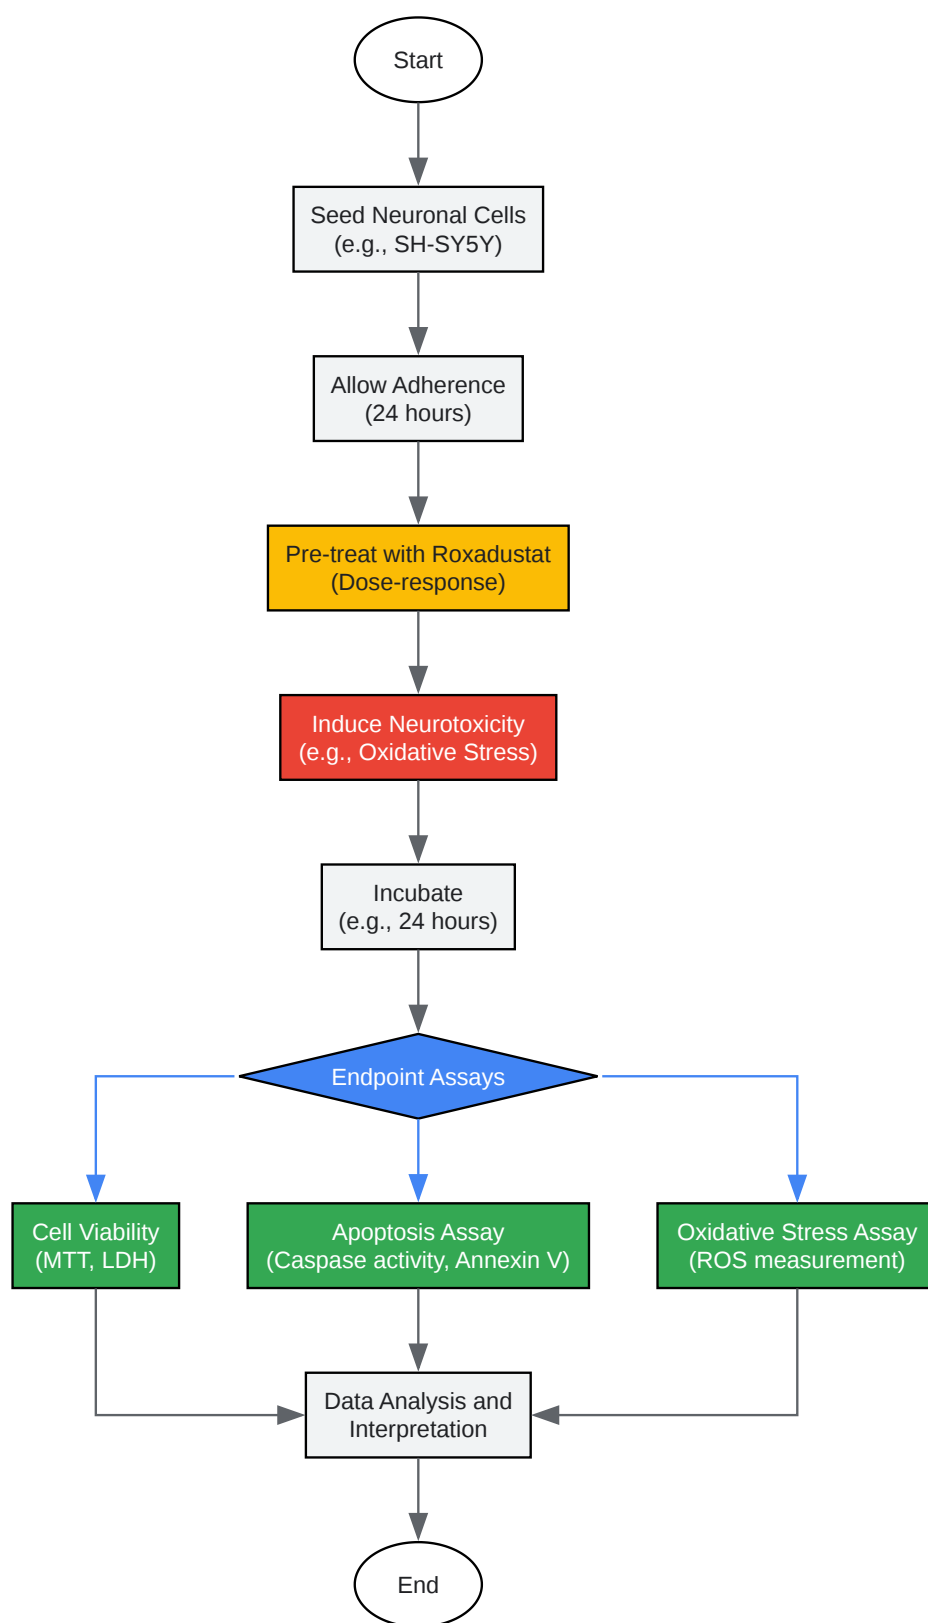 Start
Seed Neuronal Cells
(e.g., SH-SY5Y)
Allow Adherence
(24 hours)
Pre-treat with Roxadustat
(Dose-response)
Induce Neurotoxicity
(e.g., Oxidative Stress)
Incubate
(e.g., 24 hours)
Endpoint Assays
Cell Viability
(MTT, LDH)
Apoptosis Assay
(Caspase activity, Annexin V)
Oxidative Stress Assay
(ROS measurement)
Data Analysis and
Interpretation
End